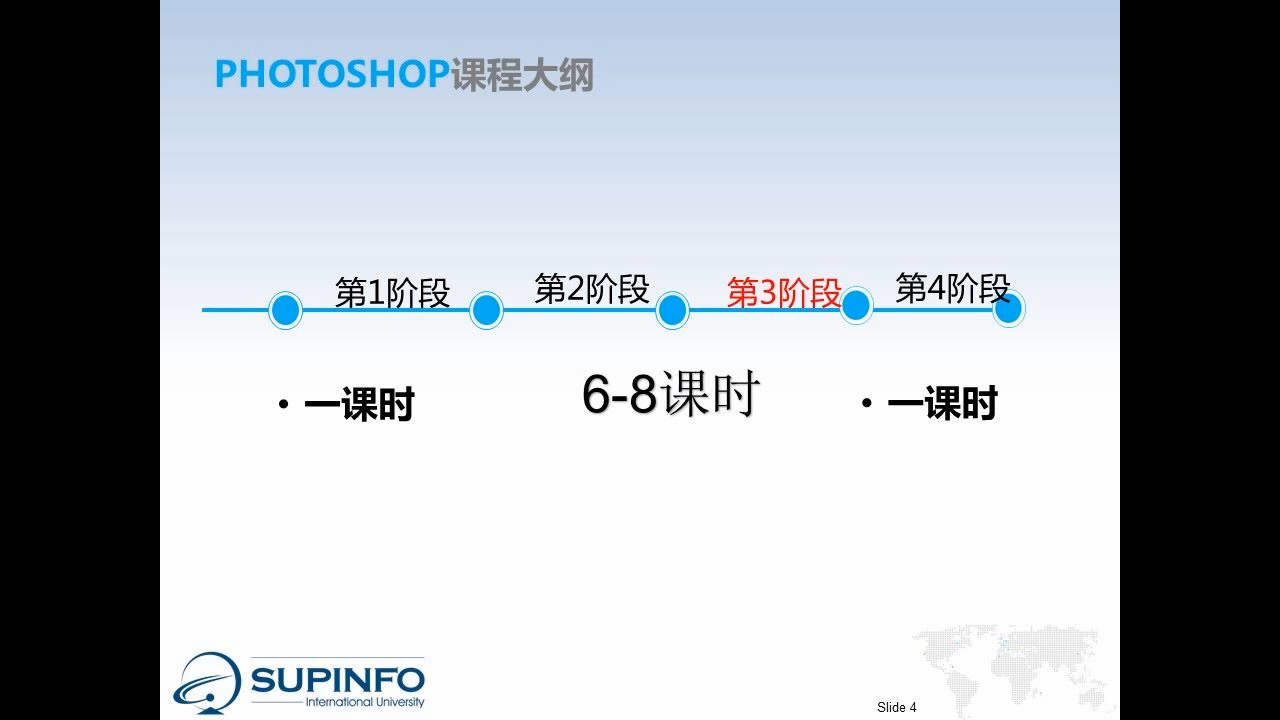 PHOTOSHOP课程大纲
第1阶段
第2阶段
第3阶段
第4阶段
• 一课时
6-8课时
• 一课时
SUPINFO
International University
Slide 4